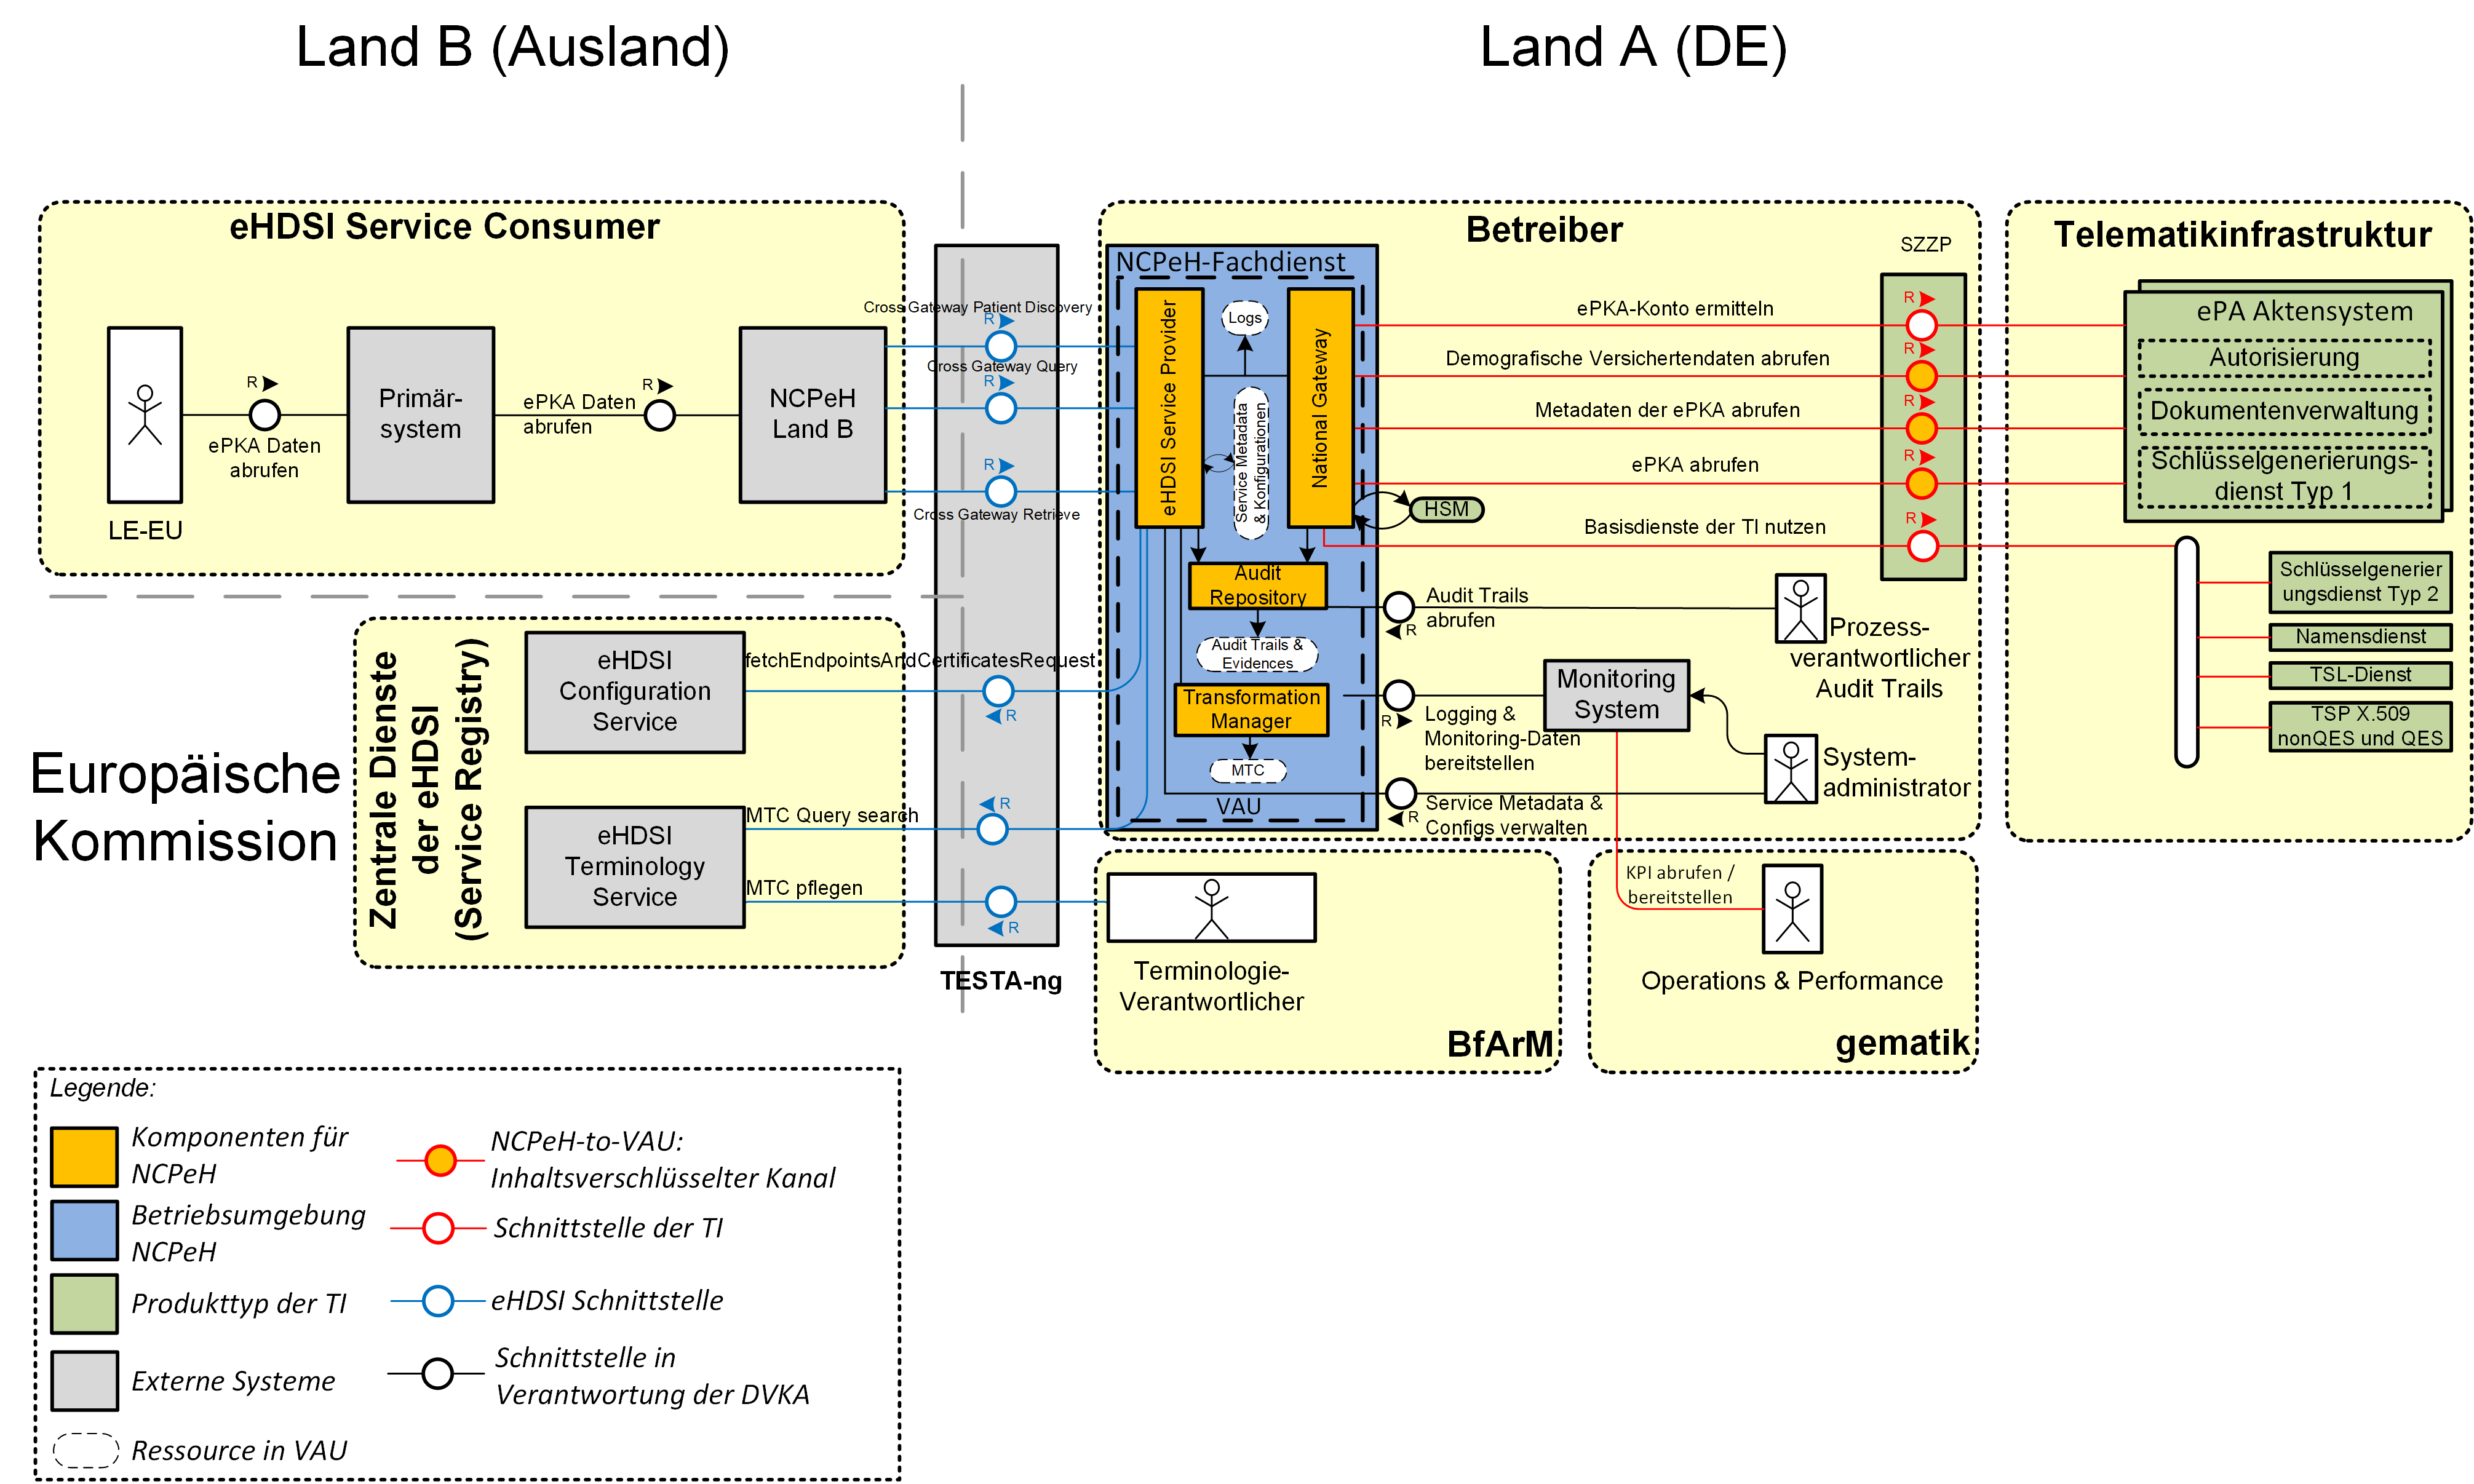 Land B (Ausland)
Land A (DE)
eHDSI Service Consumer
LE-EU
R
ePKA Daten
abrufen
Primär-
system
ePKA Daten
abrufen
R
NCPeH
Land B
Cross Gateway Patient Discovery
R
Cross Gateway Query
R
R
Cross Gateway Retrieve
Europäische
Kommission
Zentrale Dienste
der eHDSI
(Service Registry)
eHDSI
Configuration
Service
fetchEndpointsAndCertificatesRequest
R
eHDSI
Terminology
Service
MTC Query search
R
MTC pflegen
R
TESTA-ng
Betreiber
NCPeH-Fachdienst
eHDSI Service Provider
Logs
Service Metadata
& Konfigurationen
National Gateway
HSM
Audit
Repository
Audit Trails &
Evidences
Transformation
Manager
MTC
VAU
SZZP
ePKA-Konto ermitteln
R
Demografische Versichertendaten abrufen
R
Metadaten der ePKA abrufen
R
ePKA abrufen
R
Basisdienste der TI nutzen
R
Audit Trails
abrufen
R
Prozess-
verantwortlicher
Audit Trails
Monitoring
System
R
Logging &
Monitoring-Daten
bereitstellen
System-
administrator
R
Service Metadata &
Configs verwalten
Telematikinfrastruktur
ePA Aktensystem
Autorisierung
Dokumentenverwaltung
Schlüsselgenerierungs-
dienst Typ 1
Schlüsselgenerier
ungsdienst Typ 2
Namensdienst
TSL-Dienst
TSP X.509
nonQES und QES
Terminologie-
Verantwortlicher
BfArM
KPI abrufen /
bereitstellen
Operations & Performance
gematik
Legende:
Komponenten für
NCPeH
Betriebsumgebung
NCPeH
Produkttyp der TI
Externe Systeme
Ressource in VAU
NCPeH-to-VAU:
Inhaltsverschlüsselter Kanal
Schnittstelle der TI
eHDSI Schnittstelle
Schnittstelle in
Verantwortung der DVKA